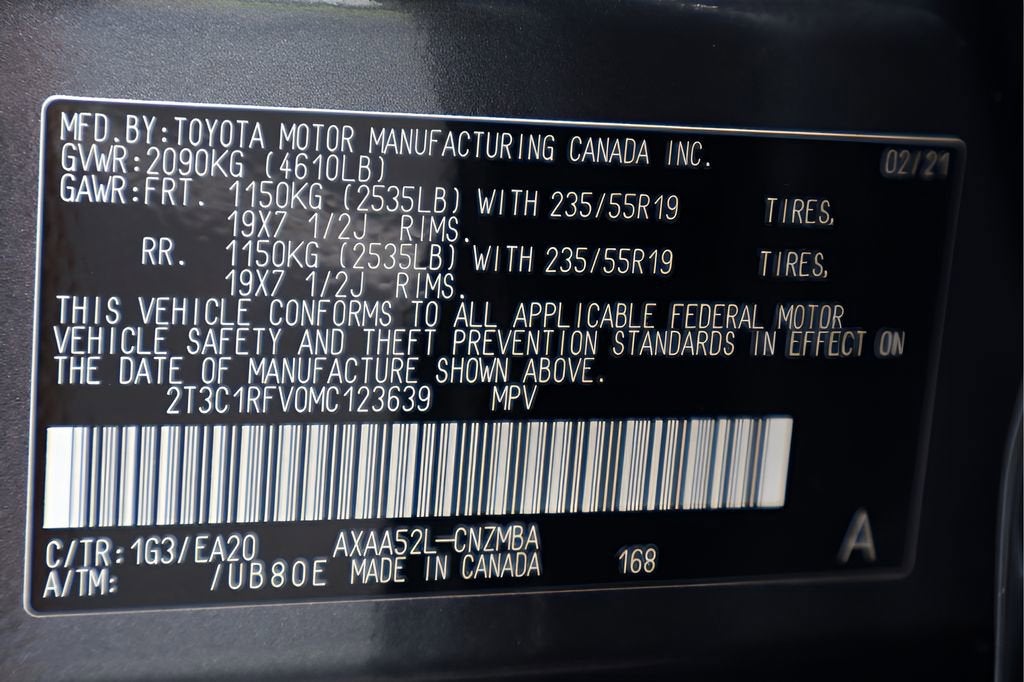 MFD.BY:TOYOTA MOTOR MANUFACTURING CANADA INC. 02/21
GVWR:2090KG (4610LB)
GAWR:FRT. 1150KG (2535LB) WITH 235/55R19 TIRES,
19X7 1/2J RIMS.
RR. 1150KG (2535LB) WITH 235/55R19 TIRES,
19X7 1/2J RIMS.
THIS VEHICLE CONFORMS TO ALL APPLICABLE FEDERAL MOTOR
VEHICLE SAFETY AND THEFT PREVENTION STANDARDS IN EFFECT ON
THE DATE OF MANUFACTURE SHOWN ABOVE.
2T3C1RFV0MC123639 MPV
C/TR:1G3/EA20 AXAA52L-CNZMBA
A/TM: /UB80E MADE IN CANADA 168 A